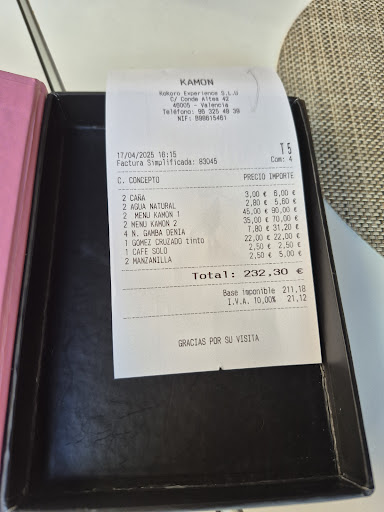 KAMON
Kokoro Experience S.L.U
C/ Conde Altea 42
46005 - Valencia
Teléfono: 96 325 48 39
NIF: B98615461
17/04/2025 16:15
T 5
Factura Simplificada: 83045
Com: 4
C. CONCEPTO PRECIO IMPORTE
2 CAÑA 3,00 € 6,00 €
2 AGUA NATURAL 2,80 € 5,60 €
2 MENU KAMON 1 45,00 € 90,00 €
2 MENU KAMON 2 35,00 € 70,00 €
4 N. GAMBA DENIA 7,80 € 31,20 €
1 GOMEZ CRUZADO tinto 22,00 € 22,00 €
1 CAFE SOLO 2,50 € 2,50 €
2 MANZANILLA 2,50 € 5,00 €
Total: 232,30 €
Base imponible 211,18
I.V.A. 10,00% 21,12
GRACIAS POR SU VISITA